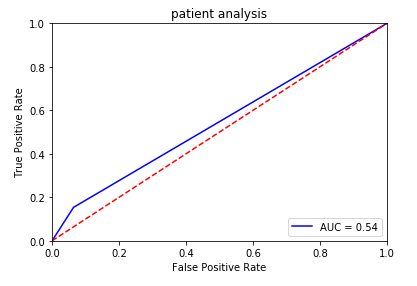 patient analysis
True Positive Rate
1.0
0.8
0.6
0.4
0.2
0.0
AUC = 0.54
0.0 0.2 0.4 0.6 0.8 1.0
False Positive Rate